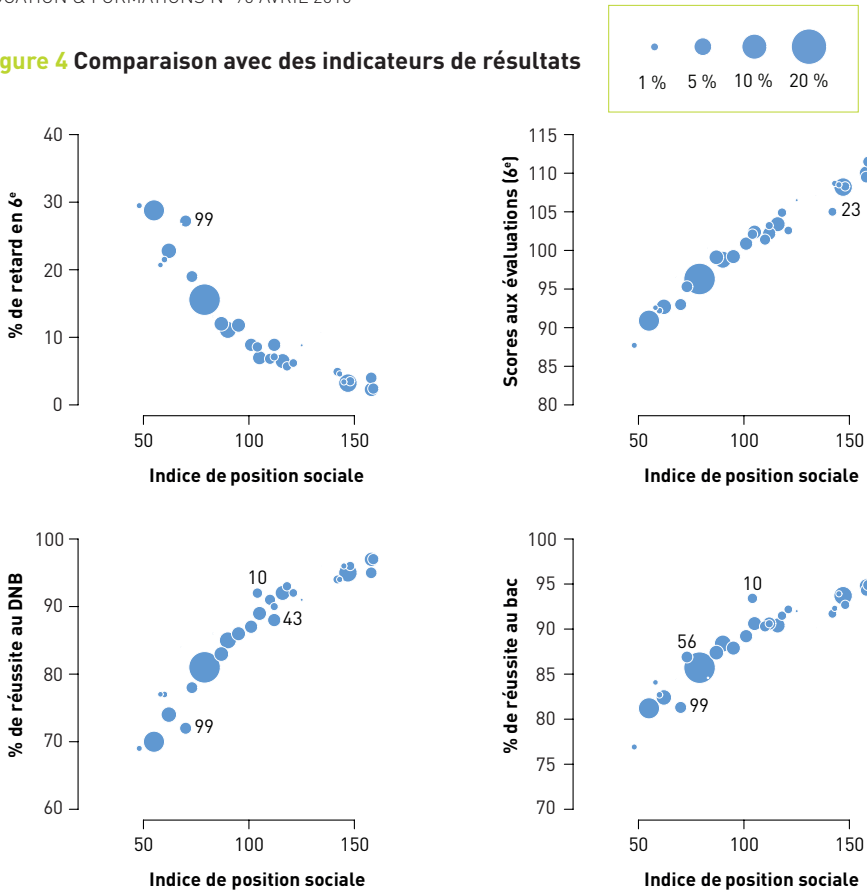 Figure 4 Comparaison avec des indicateurs de résultats
1 % 5 % 10 % 20 %
% de retard en 6e
40
30
20
10
0
99
50 100 150
Indice de position sociale
Scores aux évaluations (6e)
115
110
105
100
95
90
85
80
23
50 100 150
Indice de position sociale
% de réussite au DNB
100
90
80
70
60
10
43
99
50 100 150
Indice de position sociale
% de réussite au bac
100
95
90
85
80
75
70
10
56
99
50 100 150
Indice de position sociale